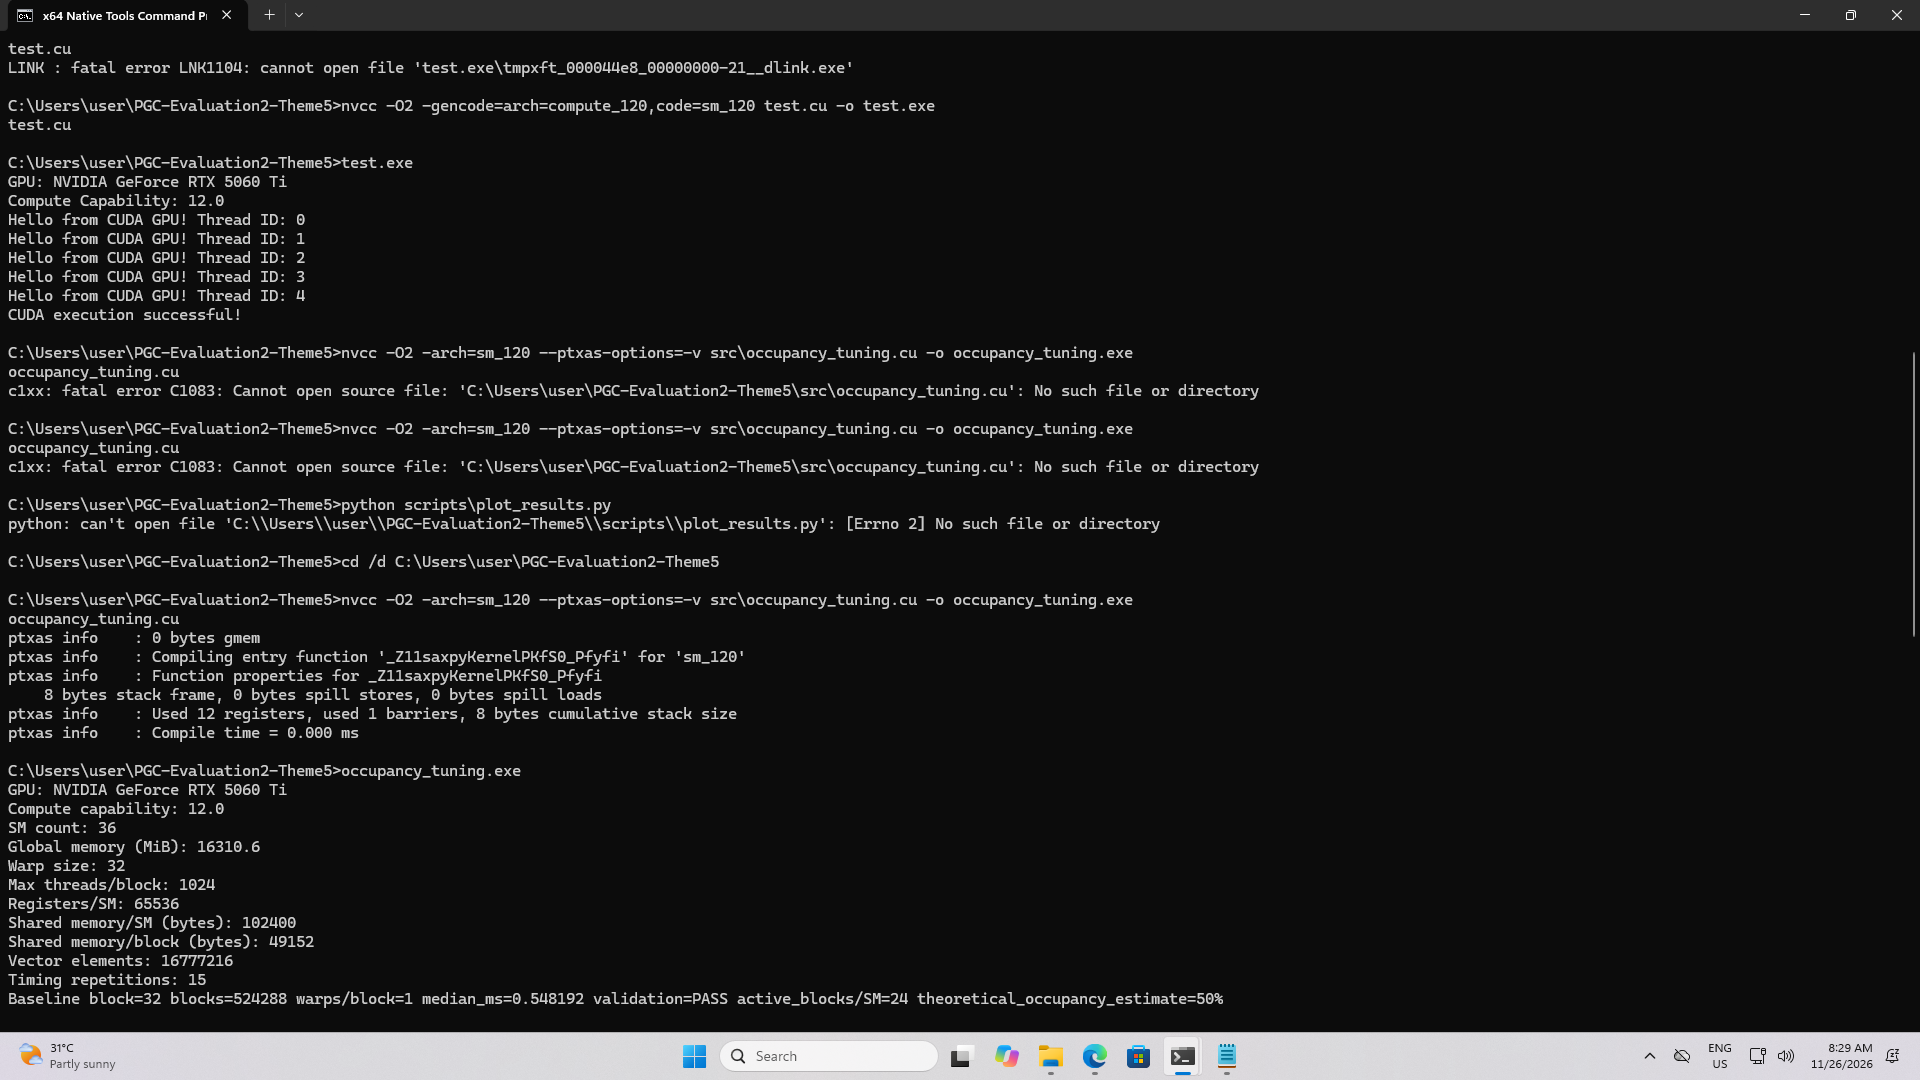 x64 Native Tools Command Pr
test.cu
LINK : fatal error LNK1104: cannot open file 'test.exe\tmpxft_000044e8_00000000-21__dlink.exe'
C:\Users\user\PGC-Evaluation2-Theme5>nvcc -O2 -gencode=arch=compute_120,code=sm_120 test.cu -o test.exe
test.cu
C:\Users\user\PGC-Evaluation2-Theme5>test.exe
GPU: NVIDIA GeForce RTX 5060 Ti
Compute Capability: 12.0
Hello from CUDA GPU! Thread ID: 0
Hello from CUDA GPU! Thread ID: 1
Hello from CUDA GPU! Thread ID: 2
Hello from CUDA GPU! Thread ID: 3
Hello from CUDA GPU! Thread ID: 4
CUDA execution successful!
C:\Users\user\PGC-Evaluation2-Theme5>nvcc -O2 -arch=sm_120 --ptxas-options=-v src\occupancy_tuning.cu -o occupancy_tuning.exe
occupancy_tuning.cu
c1xx: fatal error C1083: Cannot open source file: 'C:\Users\user\PGC-Evaluation2-Theme5\src\occupancy_tuning.cu': No such file or directory
C:\Users\user\PGC-Evaluation2-Theme5>nvcc -O2 -arch=sm_120 --ptxas-options=-v src\occupancy_tuning.cu -o occupancy_tuning.exe
occupancy_tuning.cu
c1xx: fatal error C1083: Cannot open source file: 'C:\Users\user\PGC-Evaluation2-Theme5\src\occupancy_tuning.cu': No such file or directory
C:\Users\user\PGC-Evaluation2-Theme5>python scripts\plot_results.py
python: can't open file 'C:\\Users\\user\\PGC-Evaluation2-Theme5\\scripts\\plot_results.py': [Errno 2] No such file or directory
C:\Users\user\PGC-Evaluation2-Theme5>cd /d C:\Users\user\PGC-Evaluation2-Theme5
C:\Users\user\PGC-Evaluation2-Theme5>nvcc -O2 -arch=sm_120 --ptxas-options=-v src\occupancy_tuning.cu -o occupancy_tuning.exe
occupancy_tuning.cu
ptxas info    : 0 bytes gmem
ptxas info    : Compiling entry function '_Z11saxpyKernelPKfS0_Pfyfi' for 'sm_120'
ptxas info    : Function properties for _Z11saxpyKernelPKfS0_Pfyfi
    8 bytes stack frame, 0 bytes spill stores, 0 bytes spill loads
ptxas info    : Used 12 registers, used 1 barriers, 8 bytes cumulative stack size
ptxas info    : Compile time = 0.000 ms
C:\Users\user\PGC-Evaluation2-Theme5>occupancy_tuning.exe
GPU: NVIDIA GeForce RTX 5060 Ti
Compute capability: 12.0
SM count: 36
Global memory (MiB): 16310.6
Warp size: 32
Max threads/block: 1024
Registers/SM: 65536
Shared memory/SM (bytes): 102400
Shared memory/block (bytes): 49152
Vector elements: 16777216
Timing repetitions: 15
Baseline block=32 blocks=524288 warps/block=1 median_ms=0.548192 validation=PASS active_blocks/SM=24 theoretical_occupancy_estimate=50%
31°C
Partly sunny
Search
ENG
US
8:29 AM
11/26/2026